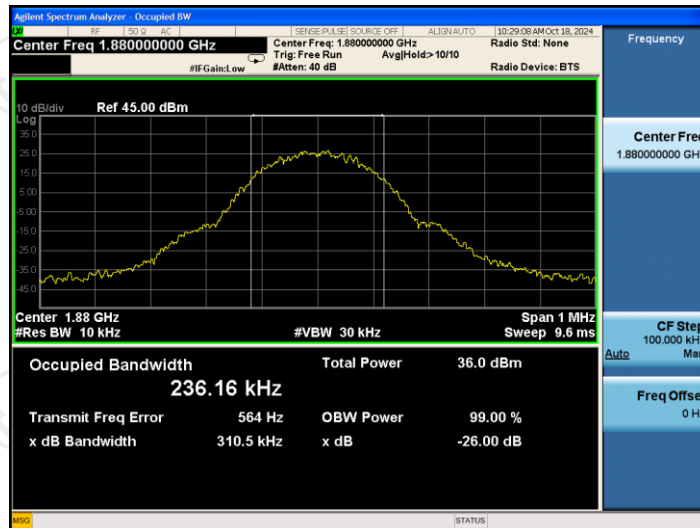 Agilent Spectrum Analyzer - Occupied BW
RF 50 Ω AC SENSE:PULSE SOURCE OFF ALIGNAUTO 10:29:08 AM Oct 18, 2024
Center Freq 1.880000000 GHz
Center Freq: 1.880000000 GHz
Radio Std: None
Trig: Free Run Avg|Hold:> 10/10
#IFGain:Low
#Atten: 40 dB
Radio Device: BTS
10 dB/div Ref 45.00 dBm
Log
35.0
25.0
15.0
5.00
-5.00
-15.0
-25.0
-35.0
-45.0
Center 1.88 GHz
Span 1 MHz
#Res BW 10 kHz
#VBW 30 kHz
Sweep 9.6 ms
Occupied Bandwidth
Total Power 36.0 dBm
236.16 kHz
Transmit Freq Error 564 Hz
OBW Power 99.00 %
x dB Bandwidth 310.5 kHz
x dB -26.00 dB
MSG
STATUS
Frequency
Center Fre
1.880000000 GH
CF Step
100.000 kH
Auto Ma
Freq Offse
0 H